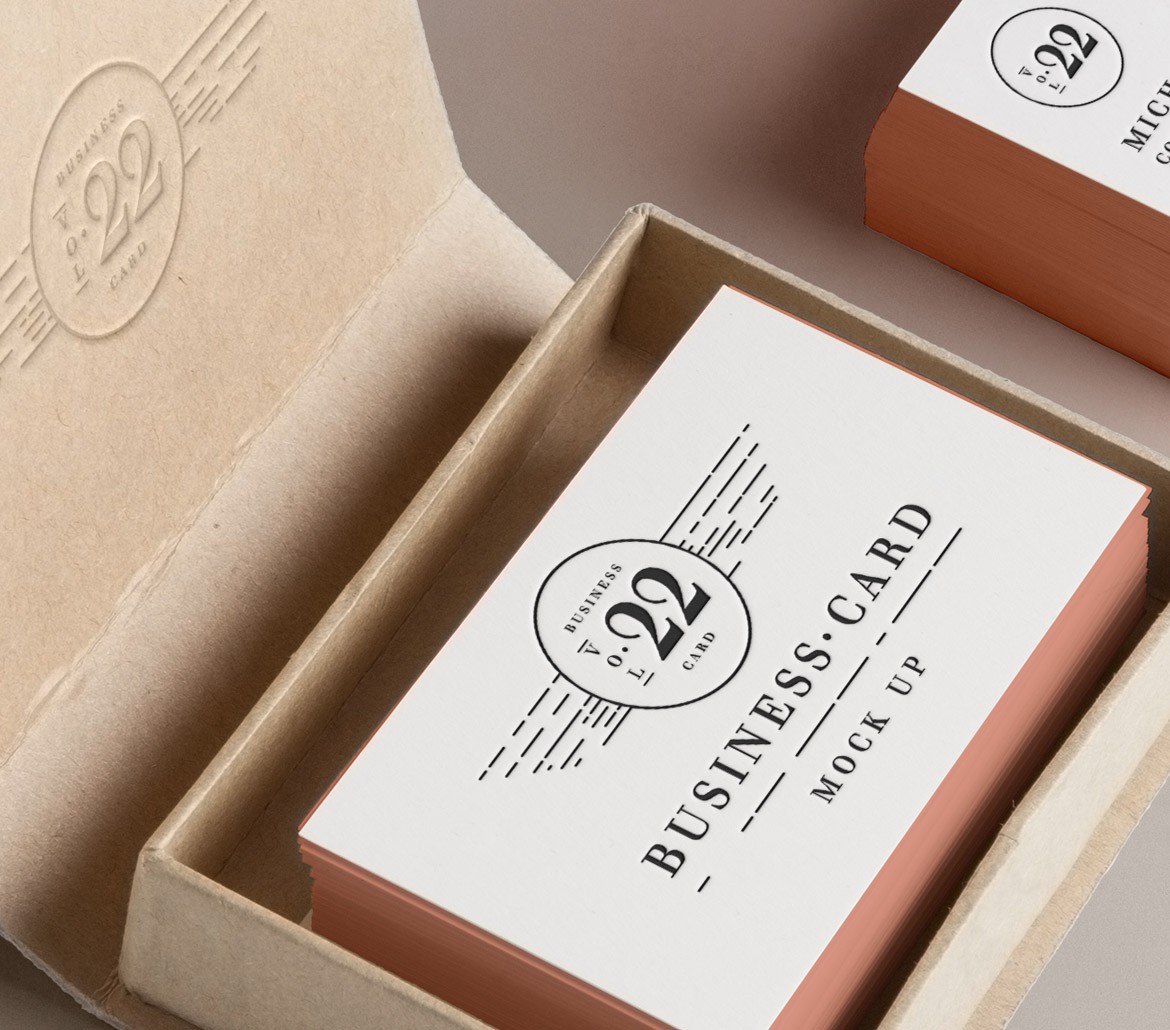 BUSINESS
VOL. 22
CARD
BUSINESS
VOL. 22
CARD
BUSINESS·CARD
MOCK UP
VOL. 22
MICH
CO